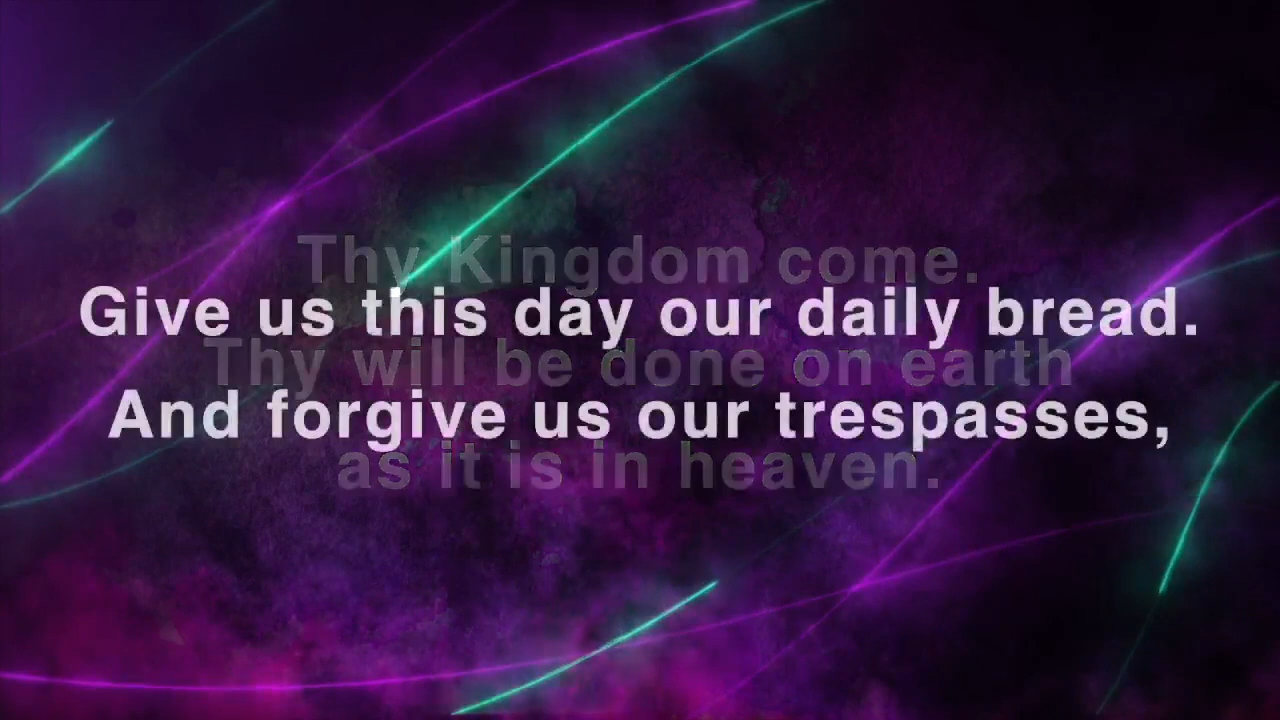 Thy Kingdom come.
Give us this day our daily bread.
Thy will be done on earth
And forgive us our trespasses,
as it is in heaven.